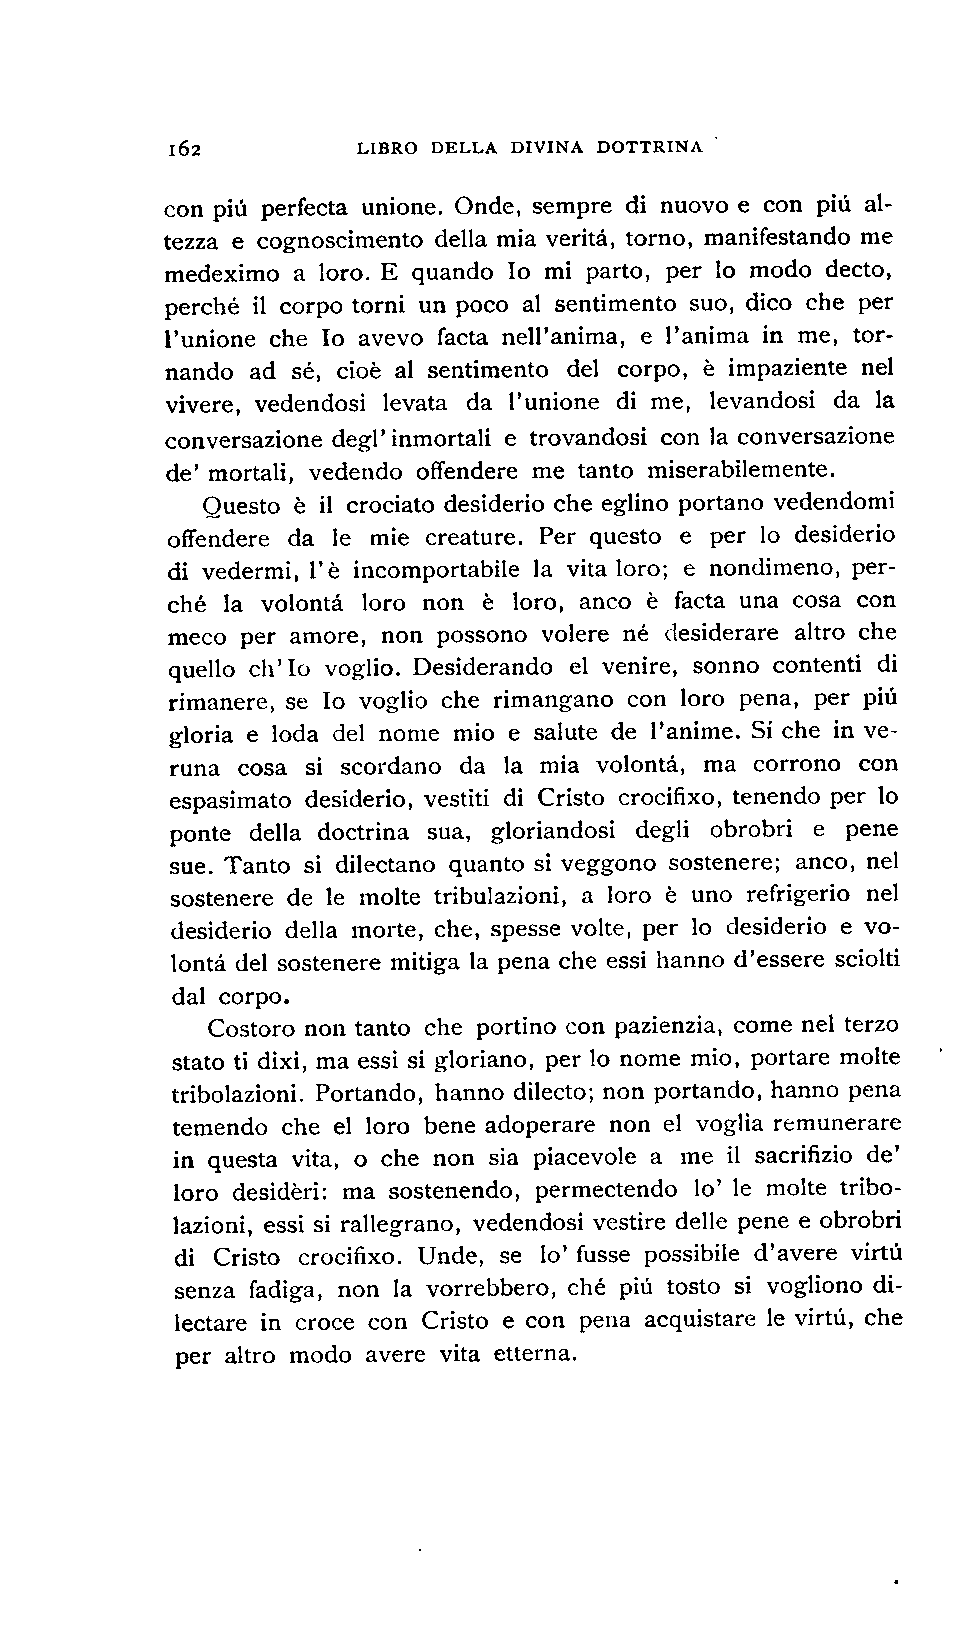 162 LIBRO DELLA DIVINA DOTTRINA
con piú perfecta unione. Onde, sempre di nuovo e con piú al-
tezza e cognoscimento della mia veritá, torno, manifestando me
medeximo a loro. E quando Io mi parto, per lo modo decto,
perché il corpo torni un poco al sentimento suo, dico che per
l'unione che Io avevo facta nell'anima, e l'anima in me, tor-
nando ad sé, cioè al sentimento del corpo, è impaziente nel
vivere, vedendosi levata da l'unione di me, levandosi da la
conversazione degl' inmortali e trovandosi con la conversazione
de' mortali, vedendo offendere me tanto miserabilemente.
Questo è il crociato desiderio che eglino portano vedendomi
offendere da le mie creature. Per questo e per lo desiderio
di vedermi, l'è incomportabile la vita loro; e nondimeno, per-
ché la volontá loro non è loro, anco è facta una cosa con
meco per amore, non possono volere né desiderare altro che
quello ch' Io voglio. Desiderando el venire, sonno contenti di
rimanere, se Io voglio che rimangano con loro pena, per piú
gloria e loda del nome mio e salute de l'anime. Sí che in ve-
runa cosa si scordano da la mia volontá, ma corrono con
espasimato desiderio, vestiti di Cristo crocifixo, tenendo per lo
ponte della doctrina sua, gloriandosi degli obrobri e pene
sue. Tanto si dilectano quanto si veggono sostenere; anco, nel
sostenere de le molte tribulazioni, a loro è uno refrigerio nel
desiderio della morte, che, spesse volte, per lo desiderio e vo-
lontá del sostenere mitiga la pena che essi hanno d'essere sciolti
dal corpo.
Costoro non tanto che portino con pazienzia, come nel terzo
stato ti dixi, ma essi si gloriano, per lo nome mio, portare molte
tribolazioni. Portando, hanno dilecto; non portando, hanno pena
temendo che el loro bene adoperare non el voglia remunerare
in questa vita, o che non sia piacevole a me il sacrifizio de'
loro desidèri: ma sostenendo, permectendo lo' le molte tribo-
lazioni, essi si rallegrano, vedendosi vestire delle pene e obrobri
di Cristo crocifixo. Unde, se lo' fusse possibile d'avere virtú
senza fadiga, non la vorrebbero, ché piú tosto si vogliono di-
lectare in croce con Cristo e con pena acquistare le virtú, che
per altro modo avere vita etterna.